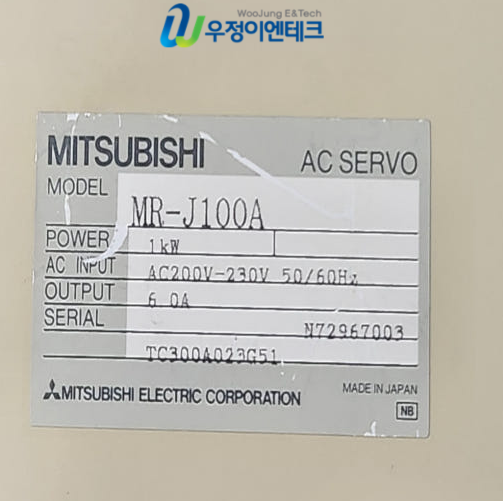 WooJung E&Tech
우정이엔테크
MITSUBISHI AC SERVO
MODEL MR-J100A
POWER 1kW
AC INPUT AC200V-230V 50/60Hz
OUTPUT 6.0A
SERIAL N72967003
TC300A023G51
MITSUBISHI ELECTRIC CORPORATION MADE IN JAPAN
NB